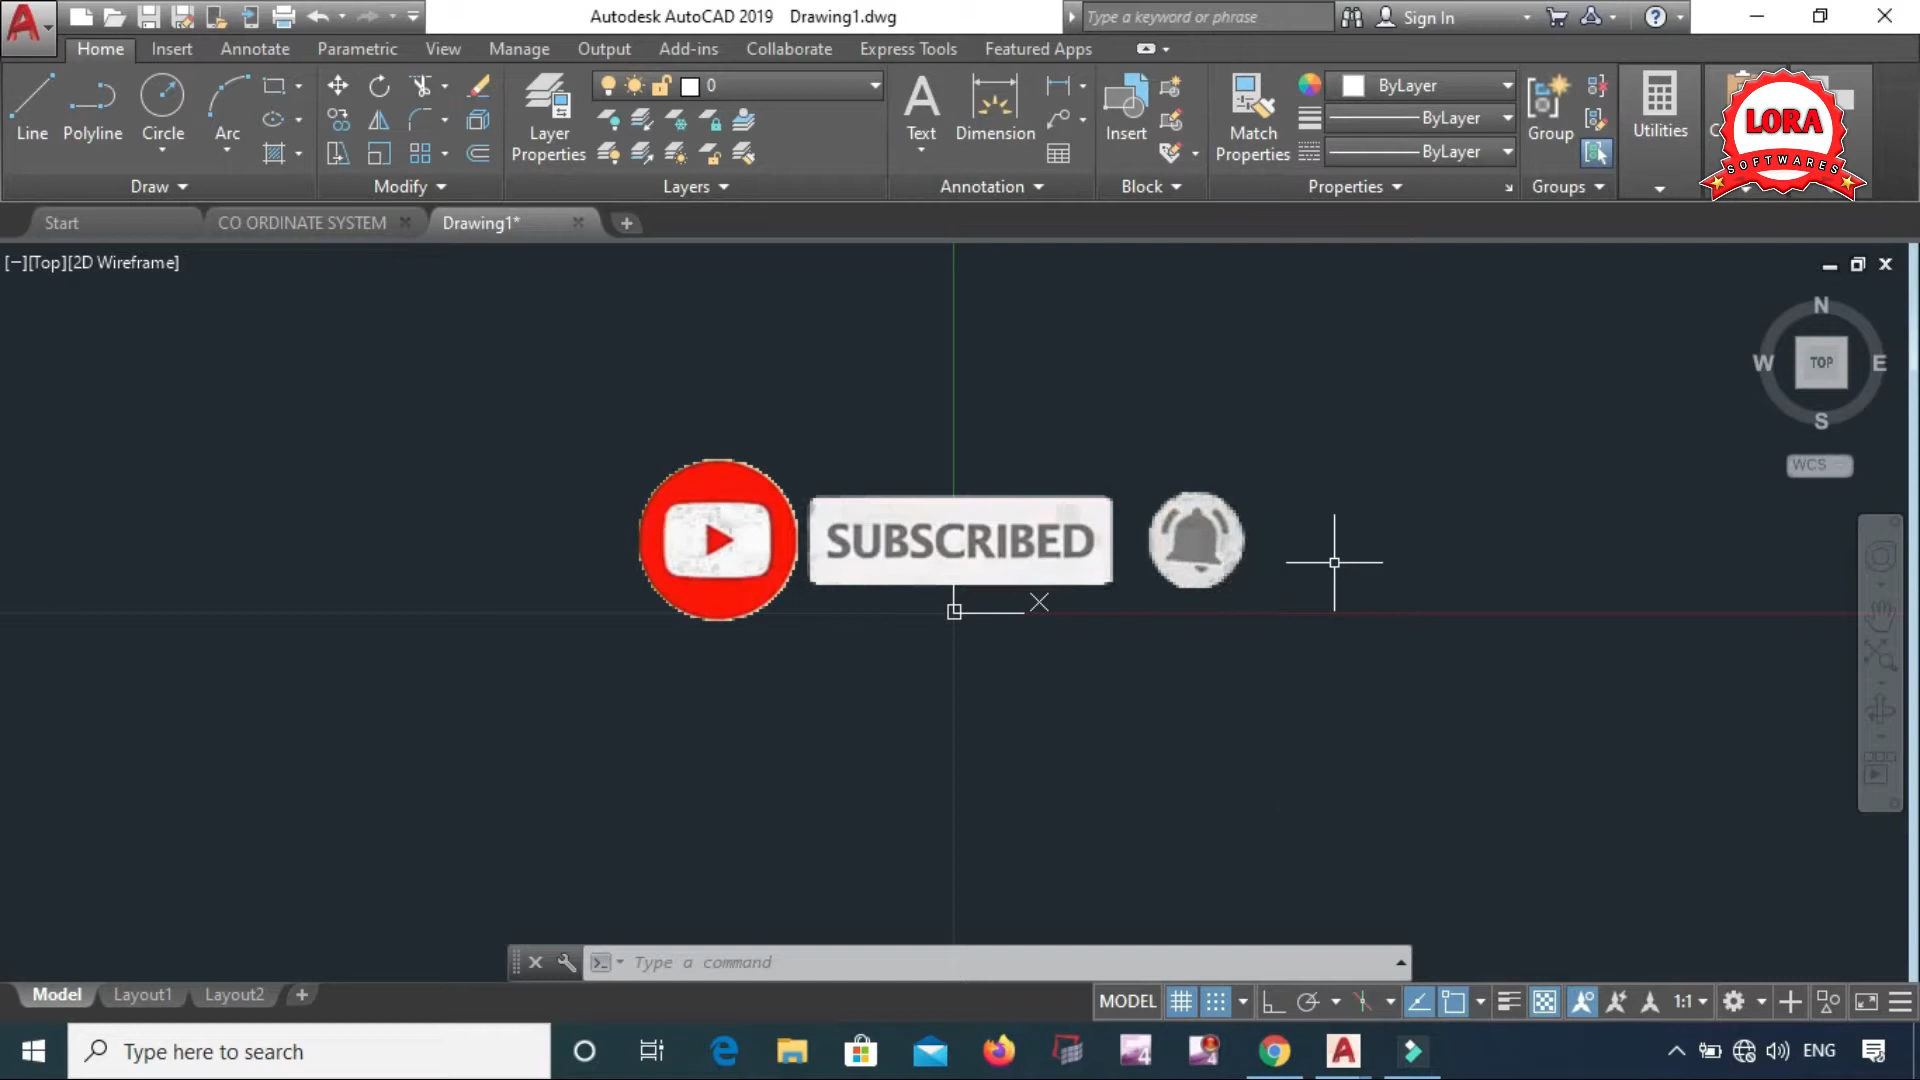 Autodesk AutoCAD 2019 Drawing1.dwg
Type a keyword or phrase
Sign In
Home Insert Annotate Parametric View Manage Output Add-ins Collaborate Express Tools Featured Apps
Line Polyline Circle Arc
Layer Properties
0
Text Dimension
Insert
Match Properties
ByLayer
ByLayer
ByLayer
Group
Utilities
LORA
SOFTWARES
Draw Modify Layers Annotation Block Properties Groups
Start CO ORDINATE SYSTEM Drawing1*
[−][Top][2D Wireframe]
N
W TOP E
S
WCS
SUBSCRIBED
X
Type a command
Model Layout1 Layout2
MODEL 1:1
Type here to search
ENG